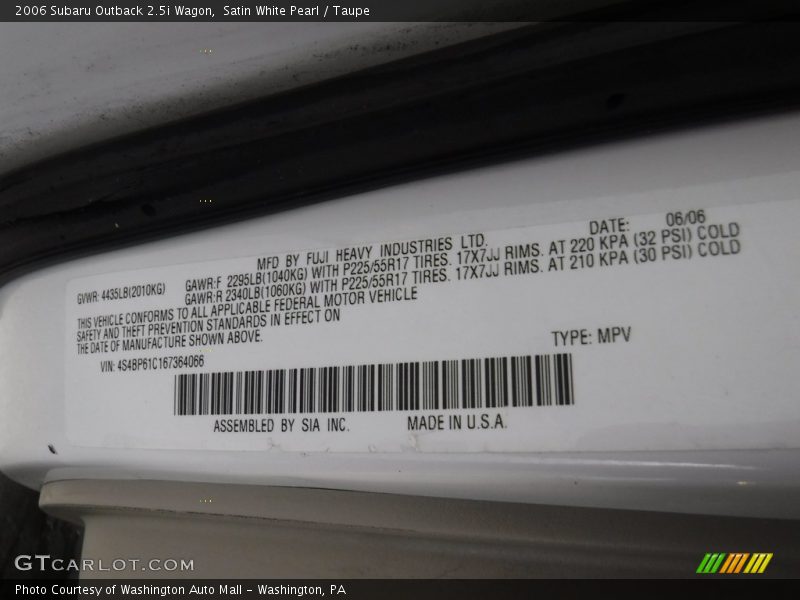 2006 Subaru Outback 2.5i Wagon, Satin White Pearl / Taupe
MFD BY FUJI HEAVY INDUSTRIES LTD. DATE: 06/06
GVWR: 4435LB(2010KG) GAWR:F 2295LB(1040KG) WITH P225/55R17 TIRES. 17X7JJ RIMS. AT 220 KPA (32 PSI) COLD
GAWR:R 2340LB(1060KG) WITH P225/55R17 TIRES. 17X7JJ RIMS. AT 210 KPA (30 PSI) COLD
THIS VEHICLE CONFORMS TO ALL APPLICABLE FEDERAL MOTOR VEHICLE
SAFETY AND THEFT PREVENTION STANDARDS IN EFFECT ON
THE DATE OF MANUFACTURE SHOWN ABOVE.
VIN: 4S4BP61C167364066 TYPE: MPV
ASSEMBLED BY SIA INC. MADE IN U.S.A.
GTCARLOT.COM
Photo Courtesy of Washington Auto Mall - Washington, PA